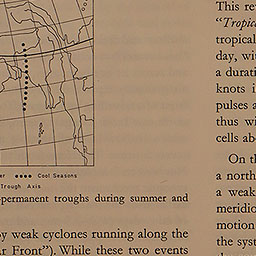 er •••• Cool Seasons
Trough Axis
-permanent troughs during summer and
by weak cyclones running along the
ar Front”). While these two events
This re
“Tropic
tropical
day, wi
a durati
knots i
pulses a
thus wi
cells ab
On th
a north
a weak
meridio
motion
the syst